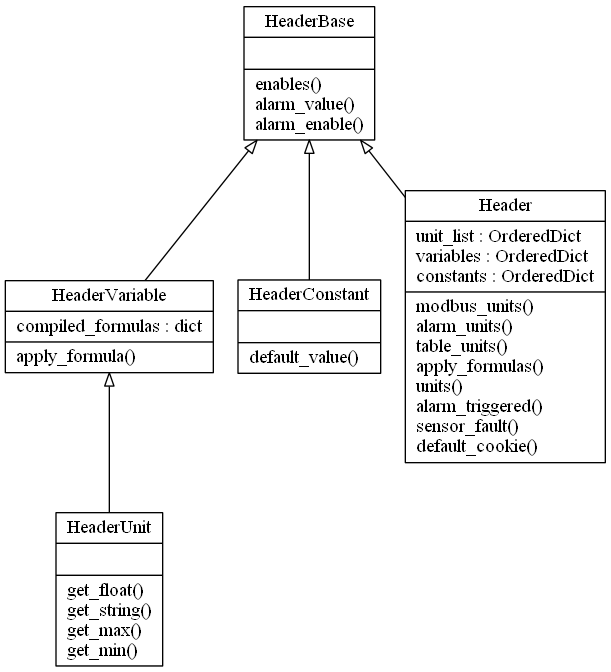 HeaderBase
enables()
alarm_value()
alarm_enable()
Header
unit_list : OrderedDict
variables : OrderedDict
constants : OrderedDict
modbus_units()
alarm_units()
table_units()
apply_formulas()
units()
alarm_triggered()
sensor_fault()
default_cookie()
HeaderVariable
compiled_formulas : dict
apply_formula()
HeaderConstant
default_value()
HeaderUnit
get_float()
get_string()
get_max()
get_min()